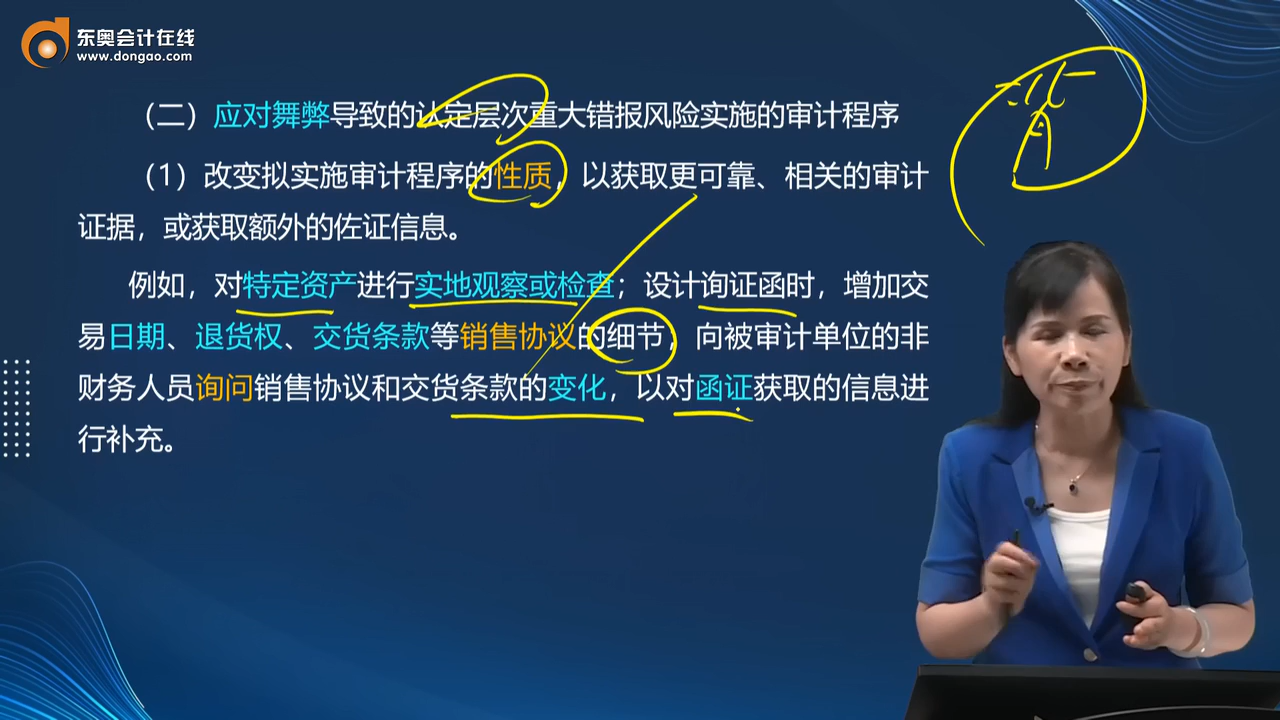 东奥会计在线
www.dongao.com
（二）应对舞弊导致的认定层次重大错报风险实施的审计程序
（1）改变拟实施审计程序的性质，以获取更可靠、相关的审计
证据，或获取额外的佐证信息。
例如，对特定资产进行实地观察或检查；设计询证函时，增加交
易日期、退货权、交货条款等销售协议的细节，向被审计单位的非
财务人员询问销售协议和交货条款的变化，以对函证获取的信息进
行补充。